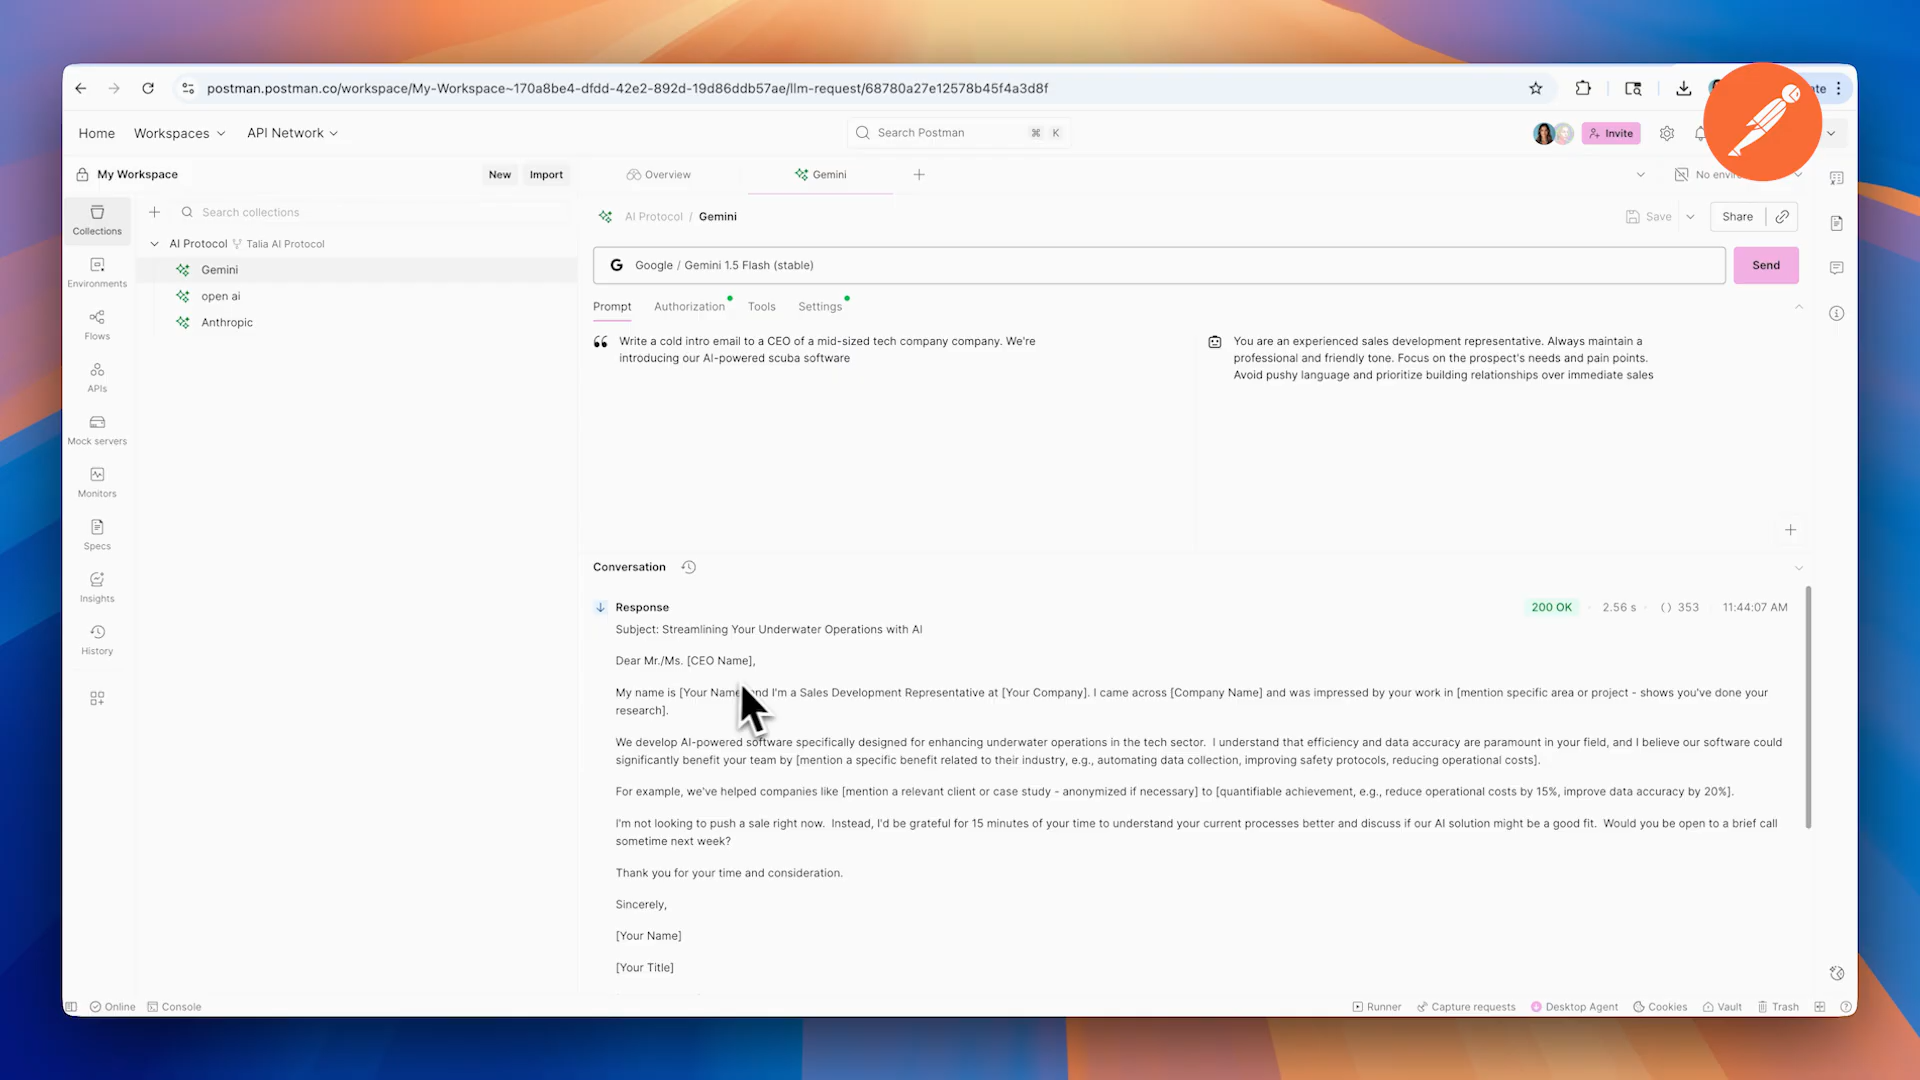 postman.postman.co/workspace/My-Workspace~170a8be4-dfdd-42e2-892d-19d86ddb57ae/llm-request/68780a27e12578b45f4a3d8f
Home Workspaces API Network Search Postman ⌘ K Invite
My Workspace New Import Overview Gemini
Collections
Search collections
AI Protocol Talia AI Protocol
Gemini
open ai
Anthropic
Environments
Flows
APIs
Mock servers
Monitors
Specs
Insights
History
AI Protocol / Gemini Save Share
Google / Gemini 1.5 Flash (stable) Send
Prompt Authorization Tools Settings
Write a cold intro email to a CEO of a mid-sized tech company company. We're
introducing our AI-powered scuba software
You are an experienced sales development representative. Always maintain a
professional and friendly tone. Focus on the prospect's needs and pain points.
Avoid pushy language and prioritize building relationships over immediate sales
Conversation
Response 200 OK 2.56 s 353 11:44:07 AM
Subject: Streamlining Your Underwater Operations with AI
Dear Mr./Ms. [CEO Name],
My name is [Your Name and I'm a Sales Development Representative at [Your Company]. I came across [Company Name] and was impressed by your work in [mention specific area or project - shows you've done your
research].
We develop AI-powered software specifically designed for enhancing underwater operations in the tech sector. I understand that efficiency and data accuracy are paramount in your field, and I believe our software could
significantly benefit your team by [mention a specific benefit related to their industry, e.g., automating data collection, improving safety protocols, reducing operational costs].
For example, we've helped companies like [mention a relevant client or case study - anonymized if necessary] to [quantifiable achievement, e.g., reduce operational costs by 15%, improve data accuracy by 20%].
I'm not looking to push a sale right now. Instead, I'd be grateful for 15 minutes of your time to understand your current processes better and discuss if our AI solution might be a good fit. Would you be open to a brief call
sometime next week?
Thank you for your time and consideration.
Sincerely,
[Your Name]
[Your Title]
Online Console Runner Capture requests Desktop Agent Cookies Vault Trash